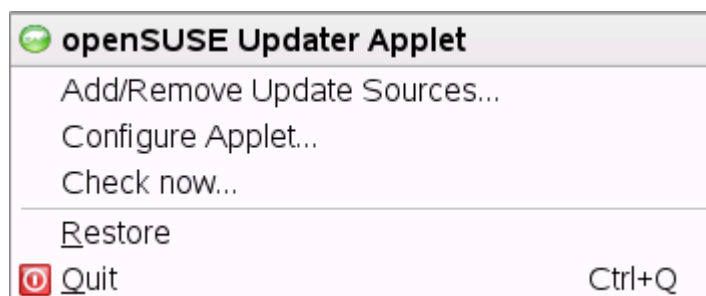 openSUSE Updater Applet
Add/Remove Update Sources...
Configure Applet...
Check now...
Restore
Quit Ctrl+Q